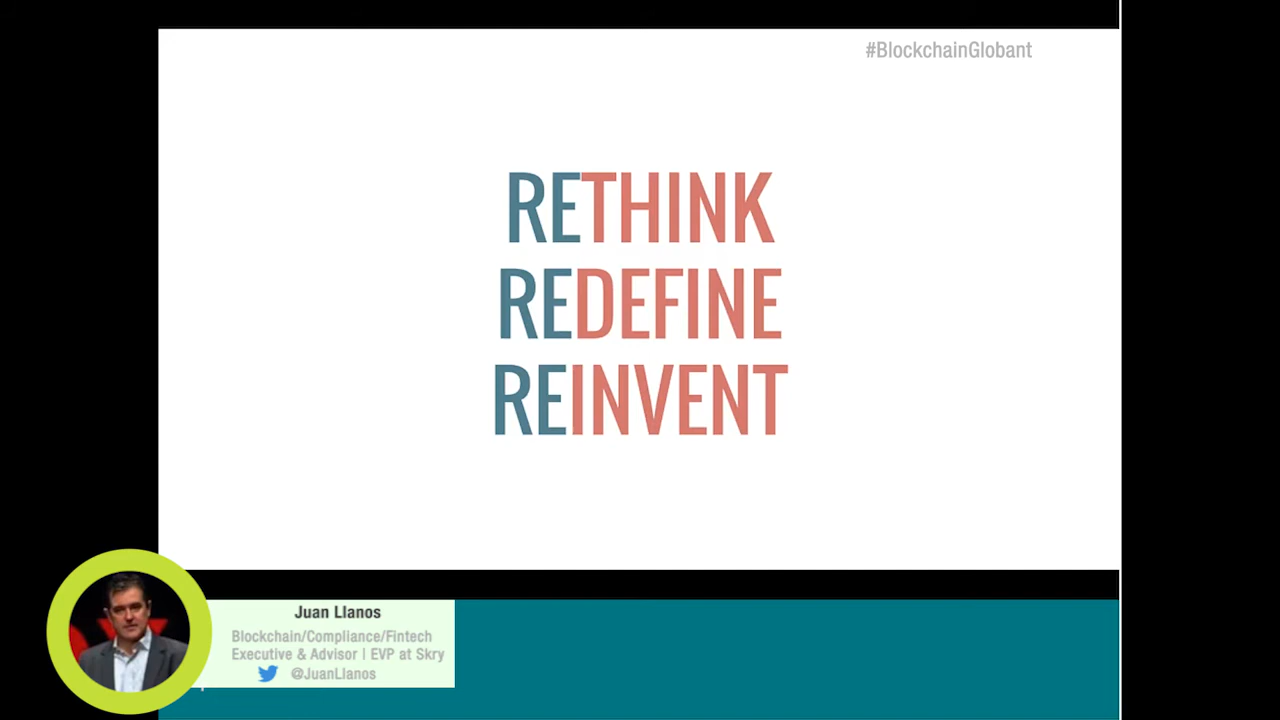 #BlockchainGlobant
RETHINK
REDEFINE
REINVENT
Juan Llanos
Blockchain/Compliance/Fintech
Executive & Advisor | EVP at Skry
@JuanLlanos